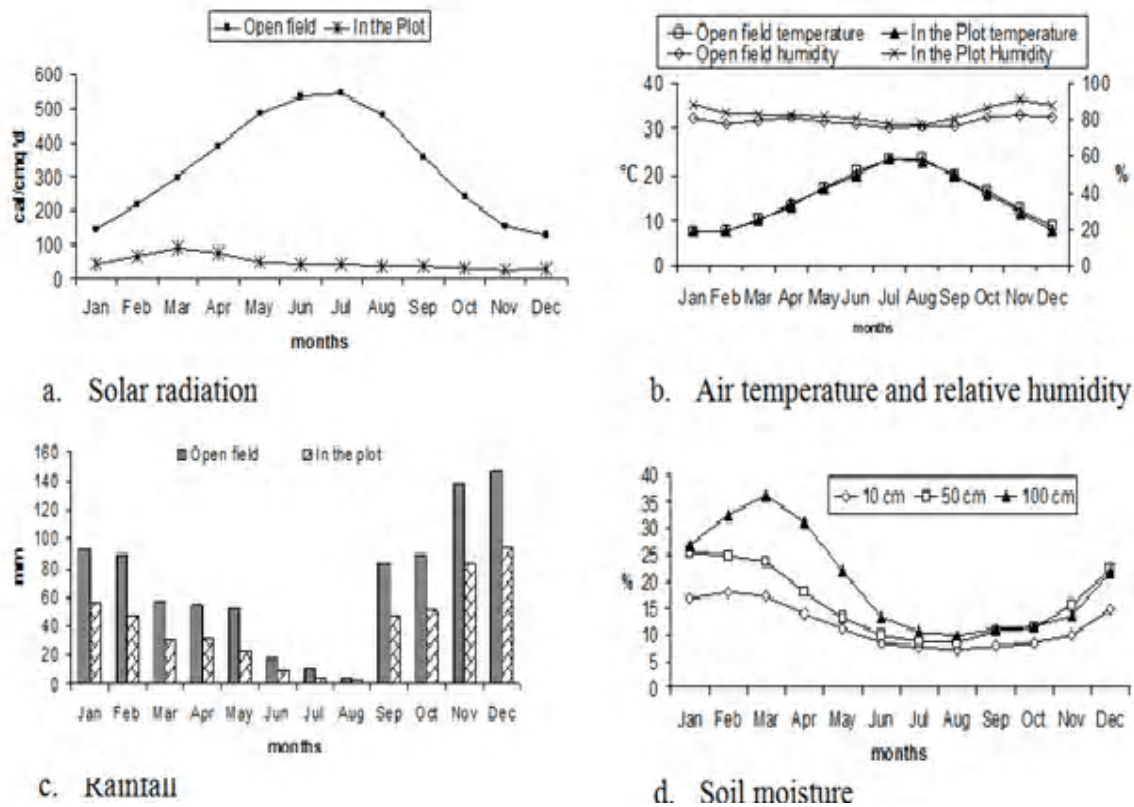 Open field In the Plot
600
500
400
300
200
100
0
cal/cmq*d
Jan Feb Mar Apr May Jun Jul Aug Sep Oct Nov Dec
months
a. Solar radiation
Open field temperature In the Plot temperature
Open field humidity In the Plot Humidity
40
30
20
10
0
°C
100
80
60
40
20
0
%
Jan Feb Mar Apr May Jun Jul Aug Sep Oct Nov Dec
months
b. Air temperature and relative humidity
Open field In the plot
160
140
120
100
80
60
40
20
0
mm
Jan Feb Mar Apr May Jun Jul Aug Sep Oct Nov Dec
months
c. Rainfall
10 cm 50 cm 100 cm
40
35
30
25
20
15
10
5
0
%
Jan Feb Mar Apr May Jun Jul Aug Sep Oct Nov Dec
months
d. Soil moisture